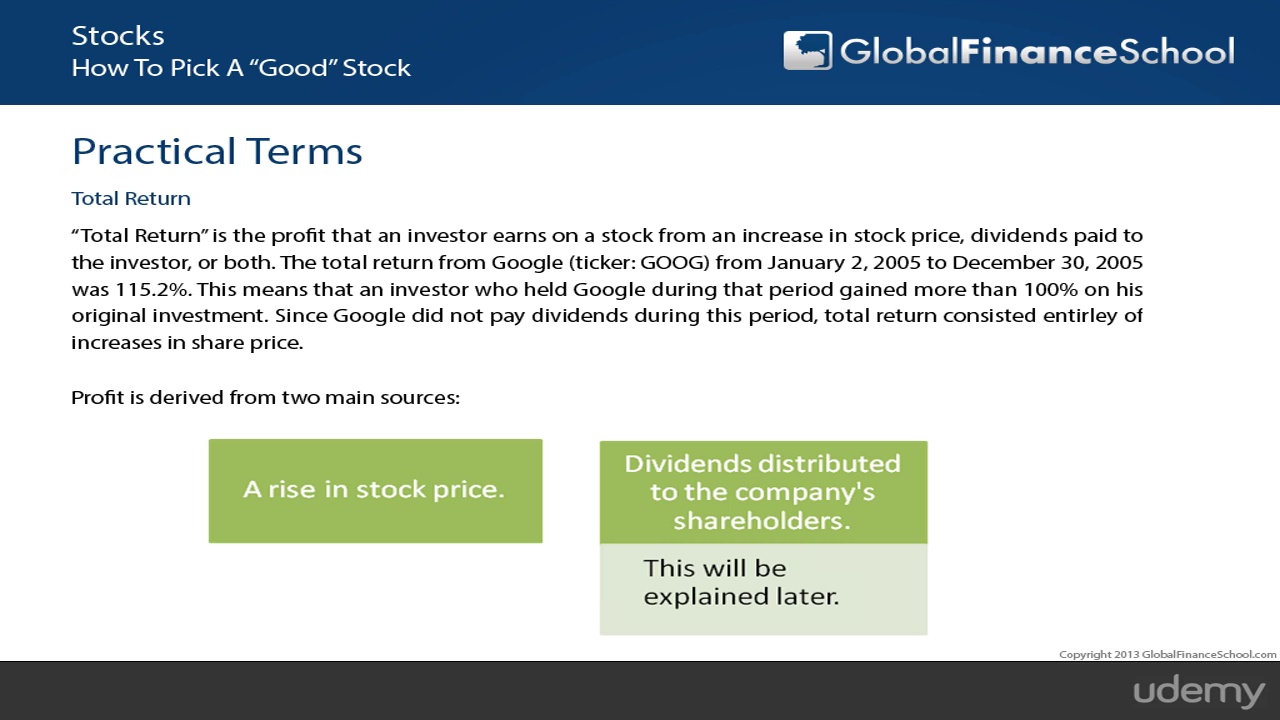 Stocks
How To Pick A “Good” Stock
GlobalFinanceSchool
Practical Terms
Total Return
“Total Return” is the profit that an investor earns on a stock from an increase in stock price, dividends paid to
the investor, or both. The total return from Google (ticker: GOOG) from January 2, 2005 to December 30, 2005
was 115.2%. This means that an investor who held Google during that period gained more than 100% on his
original investment. Since Google did not pay dividends during this period, total return consisted entirley of
increases in share price.
Profit is derived from two main sources:
A rise in stock price.
Dividends distributed
to the company's
shareholders.
This will be
explained later.
Copyright 2013 GlobalFinanceSchool.com
udemy